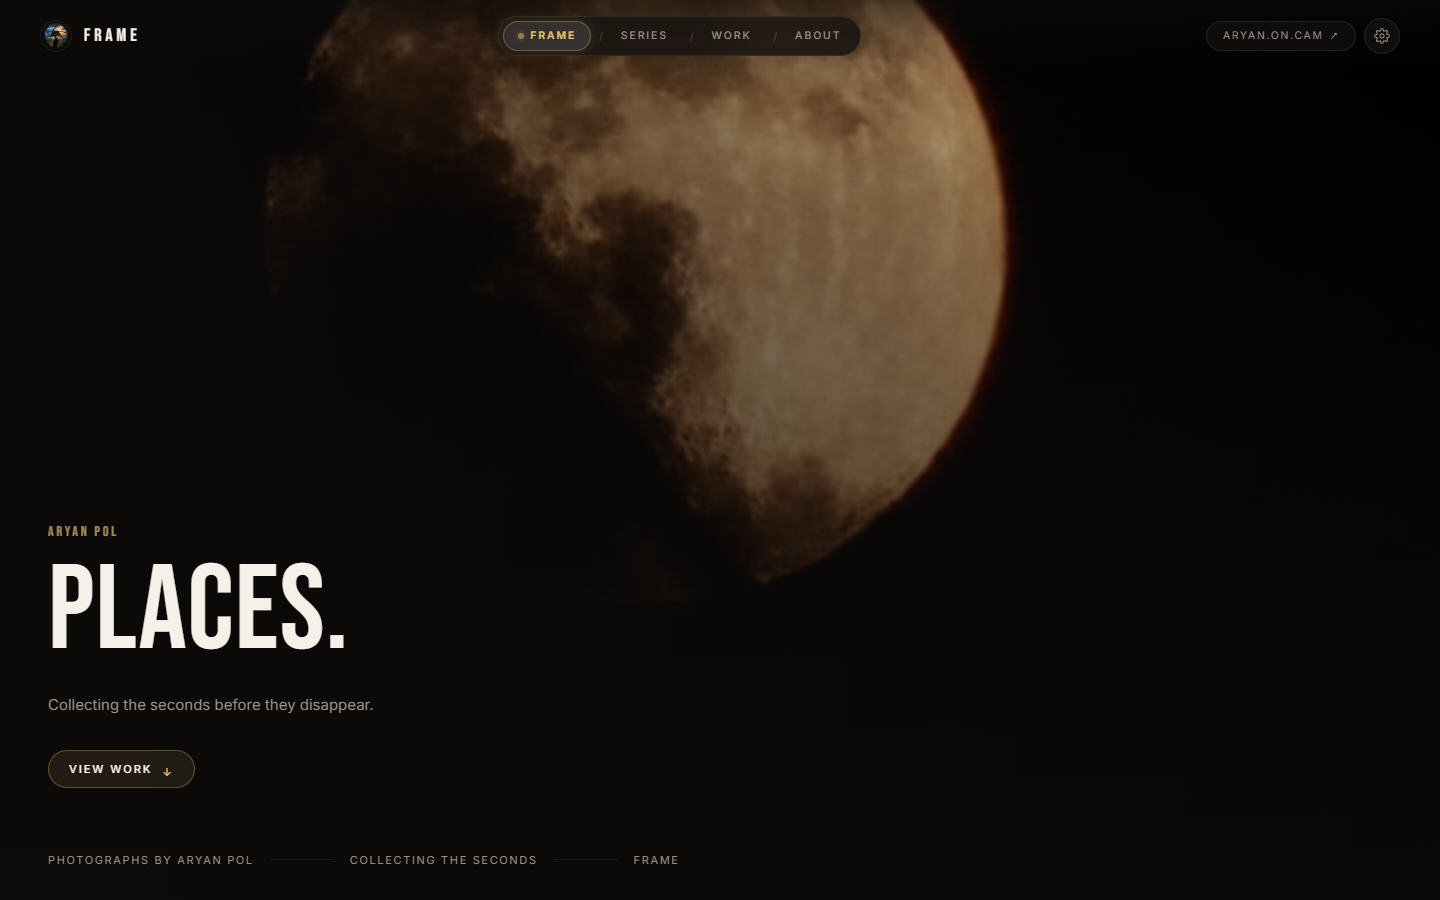 FRAME
FRAME / SERIES / WORK / ABOUT
ARYAN.ON.CAM ↗
ARYAN POL
PLACES.
Collecting the seconds before they disappear.
VIEW WORK ↓
PHOTOGRAPHS BY ARYAN POL
COLLECTING THE SECONDS
FRAME